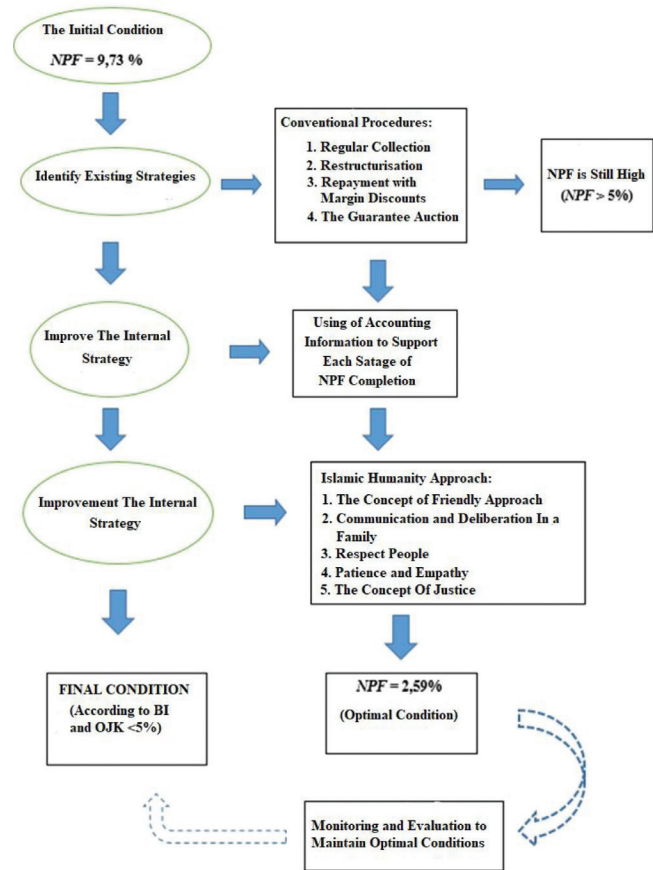 The Initial Condition
NPF = 9,73 %
Identify Existing Strategies
Conventional Procedures:
1. Regular Collection
2. Restructurisation
3. Repayment with
Margin Discounts
4. The Guarantee Auction
NPF is Still High
(NPF > 5%)
Improve The Internal
Strategy
Using of Accounting
Information to Support
Each Satage of
NPF Completion
Improvement The Internal
Strategy
Islamic Humanity Approach:
1. The Concept of Friendly Approach
2. Communication and Deliberation In a
Family
3. Respect People
4. Patience and Empathy
5. The Concept Of Justice
FINAL CONDITION
(According to BI
and OJK <5%)
NPF = 2,59%
(Optimal Condition)
Monitoring and Evaluation to
Maintain Optimal Conditions